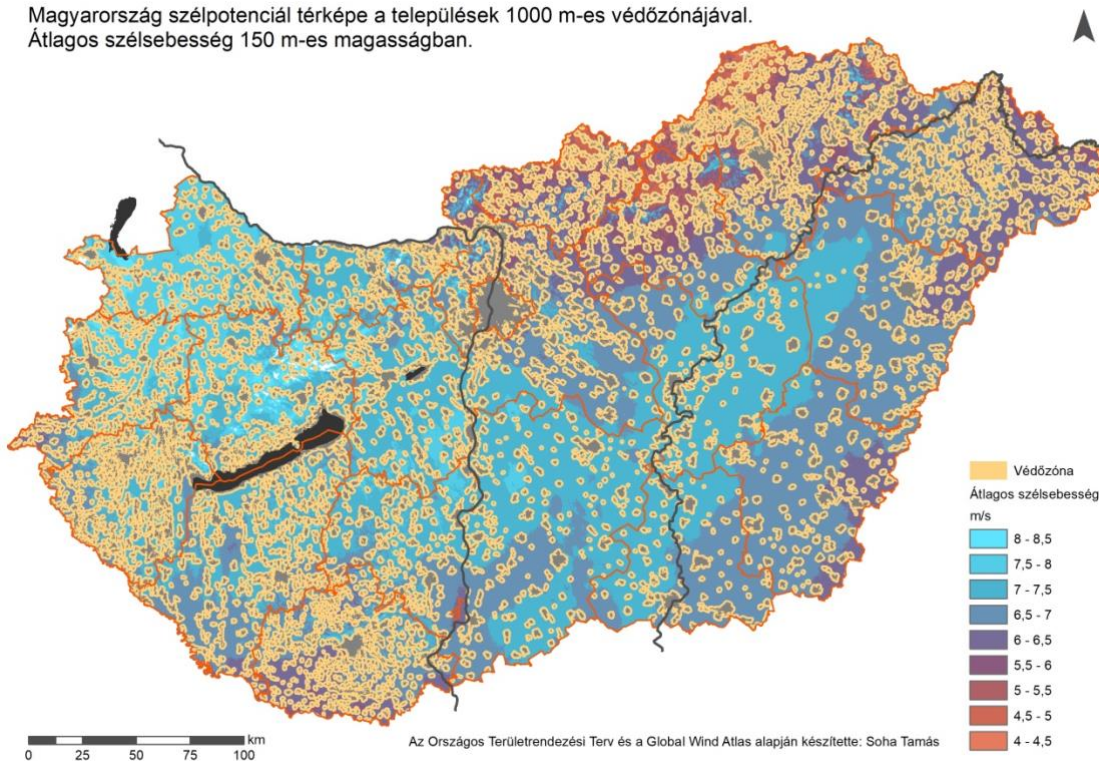 Magyarország szélpotenciál térképe a települések 1000 m-es védőzónájával.
Átlagos szélsebesség 150 m-es magasságban.
Védőzóna
Átlagos szélsebesség
m/s
8 - 8,5
7,5 - 8
7 - 7,5
6,5 - 7
6 - 6,5
5,5 - 6
5 - 5,5
4,5 - 5
4 - 4,5
km
0 25 50 75 100
Az Országos Területrendezési Terv és a Global Wind Atlas alapján készítette: Soha Tamás